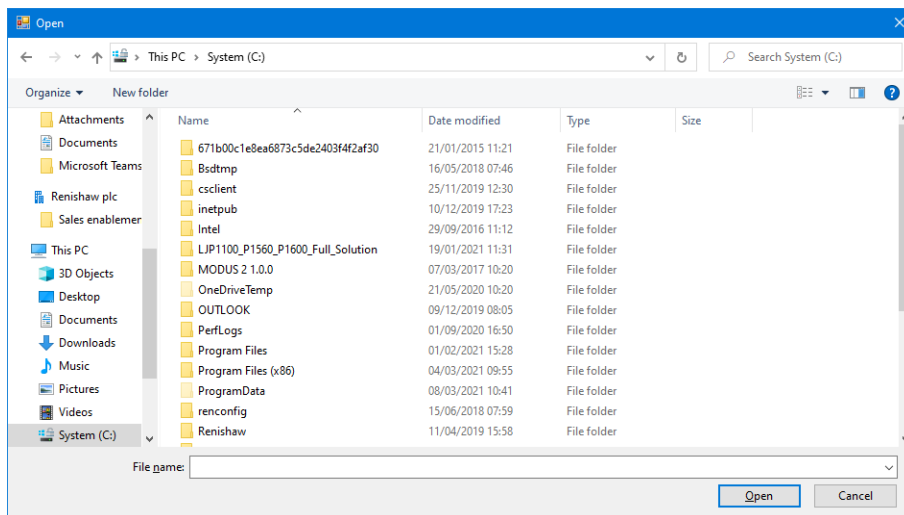 Open
This PC > System (C:)
Search System (C:)
Organize
New folder
Attachments
Documents
Microsoft Teams
Renishaw plc
Sales enablemer
This PC
3D Objects
Desktop
Documents
Downloads
Music
Pictures
Videos
System (C:)
Name Date modified Type Size
671b00c1e8ea6873c5de2403f4f2af30 21/01/2015 11:21 File folder
Bsdtmp 16/05/2018 07:46 File folder
csclient 25/11/2019 12:30 File folder
inetpub 10/12/2019 17:23 File folder
Intel 29/09/2016 11:12 File folder
LJP1100_P1560_P1600_Full_Solution 19/01/2021 11:31 File folder
MODUS 2 1.0.0 07/03/2017 10:20 File folder
OneDriveTemp 21/05/2020 10:20 File folder
OUTLOOK 09/12/2019 08:05 File folder
PerfLogs 01/09/2020 16:50 File folder
Program Files 01/02/2021 15:28 File folder
Program Files (x86) 04/03/2021 09:55 File folder
ProgramData 08/03/2021 10:41 File folder
renconfig 15/06/2018 07:59 File folder
Renishaw 11/04/2019 15:58 File folder
File name:
Open
Cancel